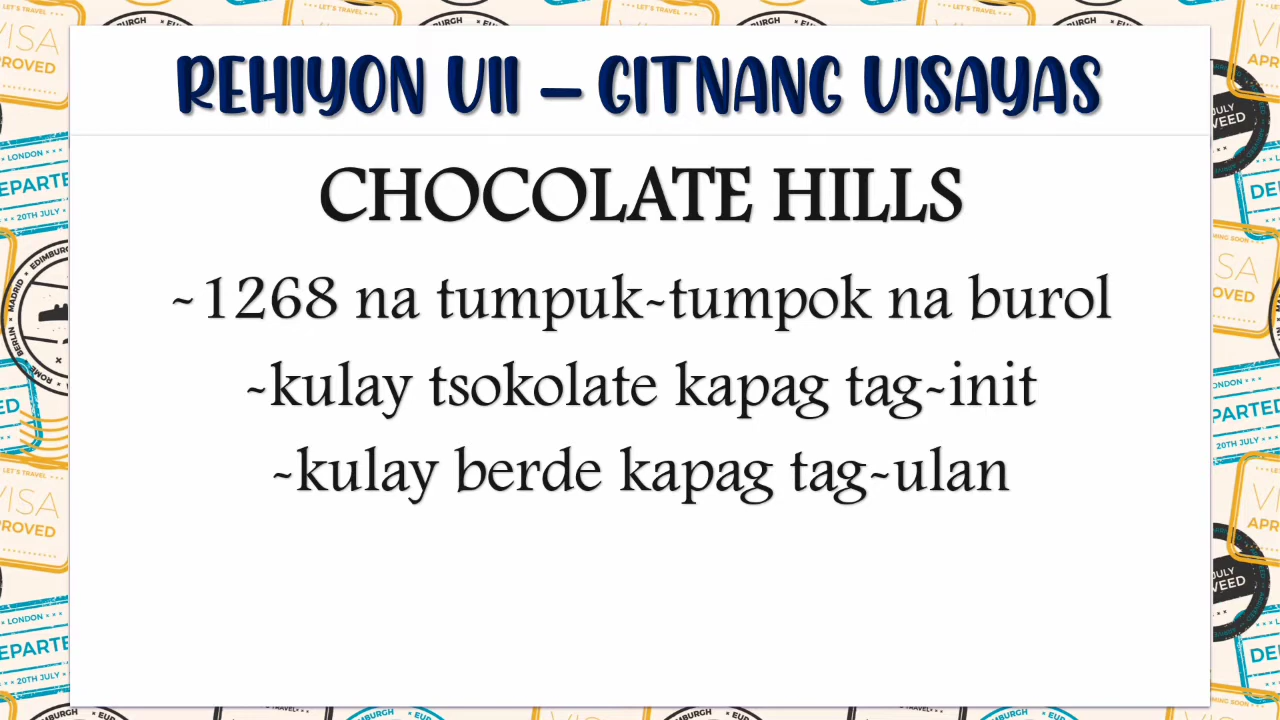 REHIYON VII – GITNANG VISAYAS
CHOCOLATE HILLS
~1268 na tumpuk~tumpok na burol
~kulay tsokolate kapag tag~init
~kulay berde kapag tag~ulan